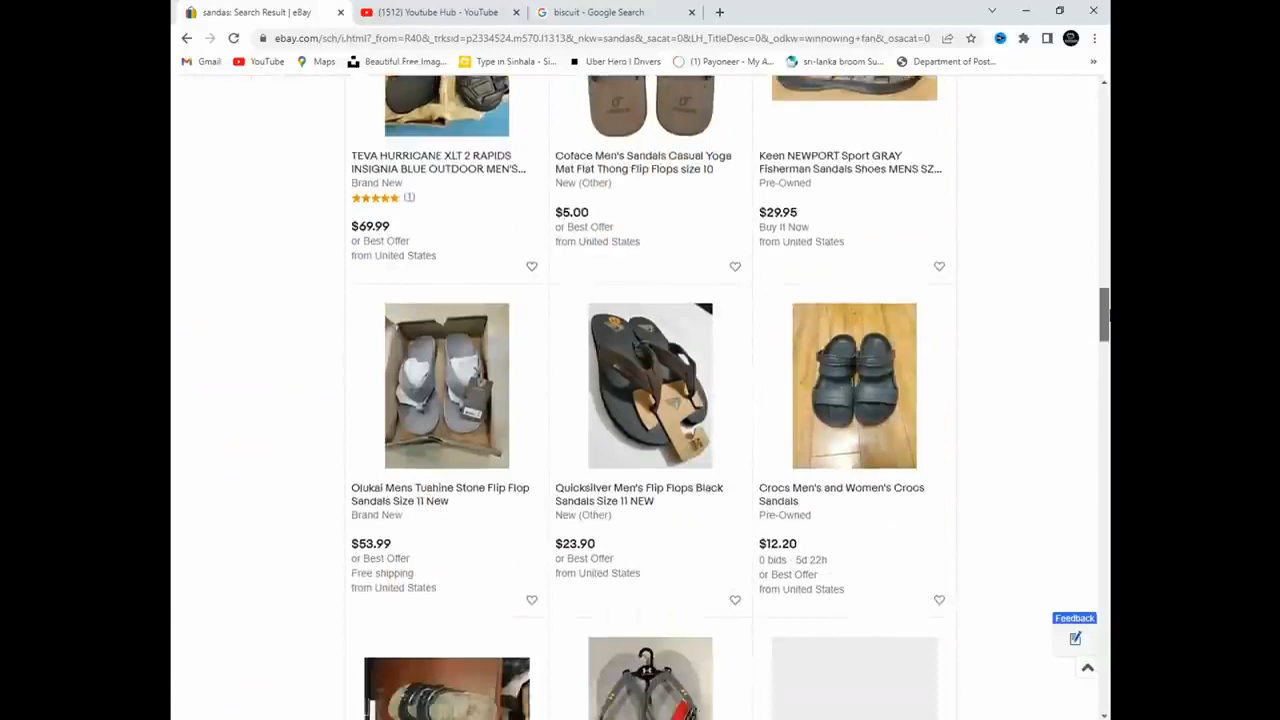 sandas: Search Result | eBay
(1512) Youtube Hub - YouTube
biscuit - Google Search
ebay.com/sch/i.html?_from=R40&_trksid=p2334524.m570.l1313&_nkw=sandas&_sacat=0&LH_TitleDesc=0&_odkw=winnowing+fan&_osacat=0
Gmail
YouTube
Maps
Beautiful Free Imag...
Type in Sinhala - Si...
Uber Hero | Drivers
( 1 ) Payoneer - My A...
sri-lanka broom Su...
Department of Post...
TEVA HURRICANE XLT 2 RAPIDS
INSIGNIA BLUE OUTDOOR MEN'S...
Brand New
(1)
$69.99
or Best Offer
from United States
Coface Men's Sandals Casual Yoga
Mat Flat Thong Flip Flops size 10
New (Other)
$5.00
or Best Offer
from United States
Keen NEWPORT Sport GRAY
Fisherman Sandals Shoes MENS SZ...
Pre-Owned
$29.95
Buy It Now
from United States
Olukai Mens Tuahine Stone Flip Flop
Sandals Size 11 New
Brand New
$53.99
or Best Offer
Free shipping
from United States
Quicksilver Men's Flip Flops Black
Sandals Size 11 NEW
New (Other)
$23.90
or Best Offer
from United States
Crocs Men's and Women's Crocs
Sandals
Pre-Owned
$12.20
0 bids · 5d 22h
or Best Offer
from United States
Feedback